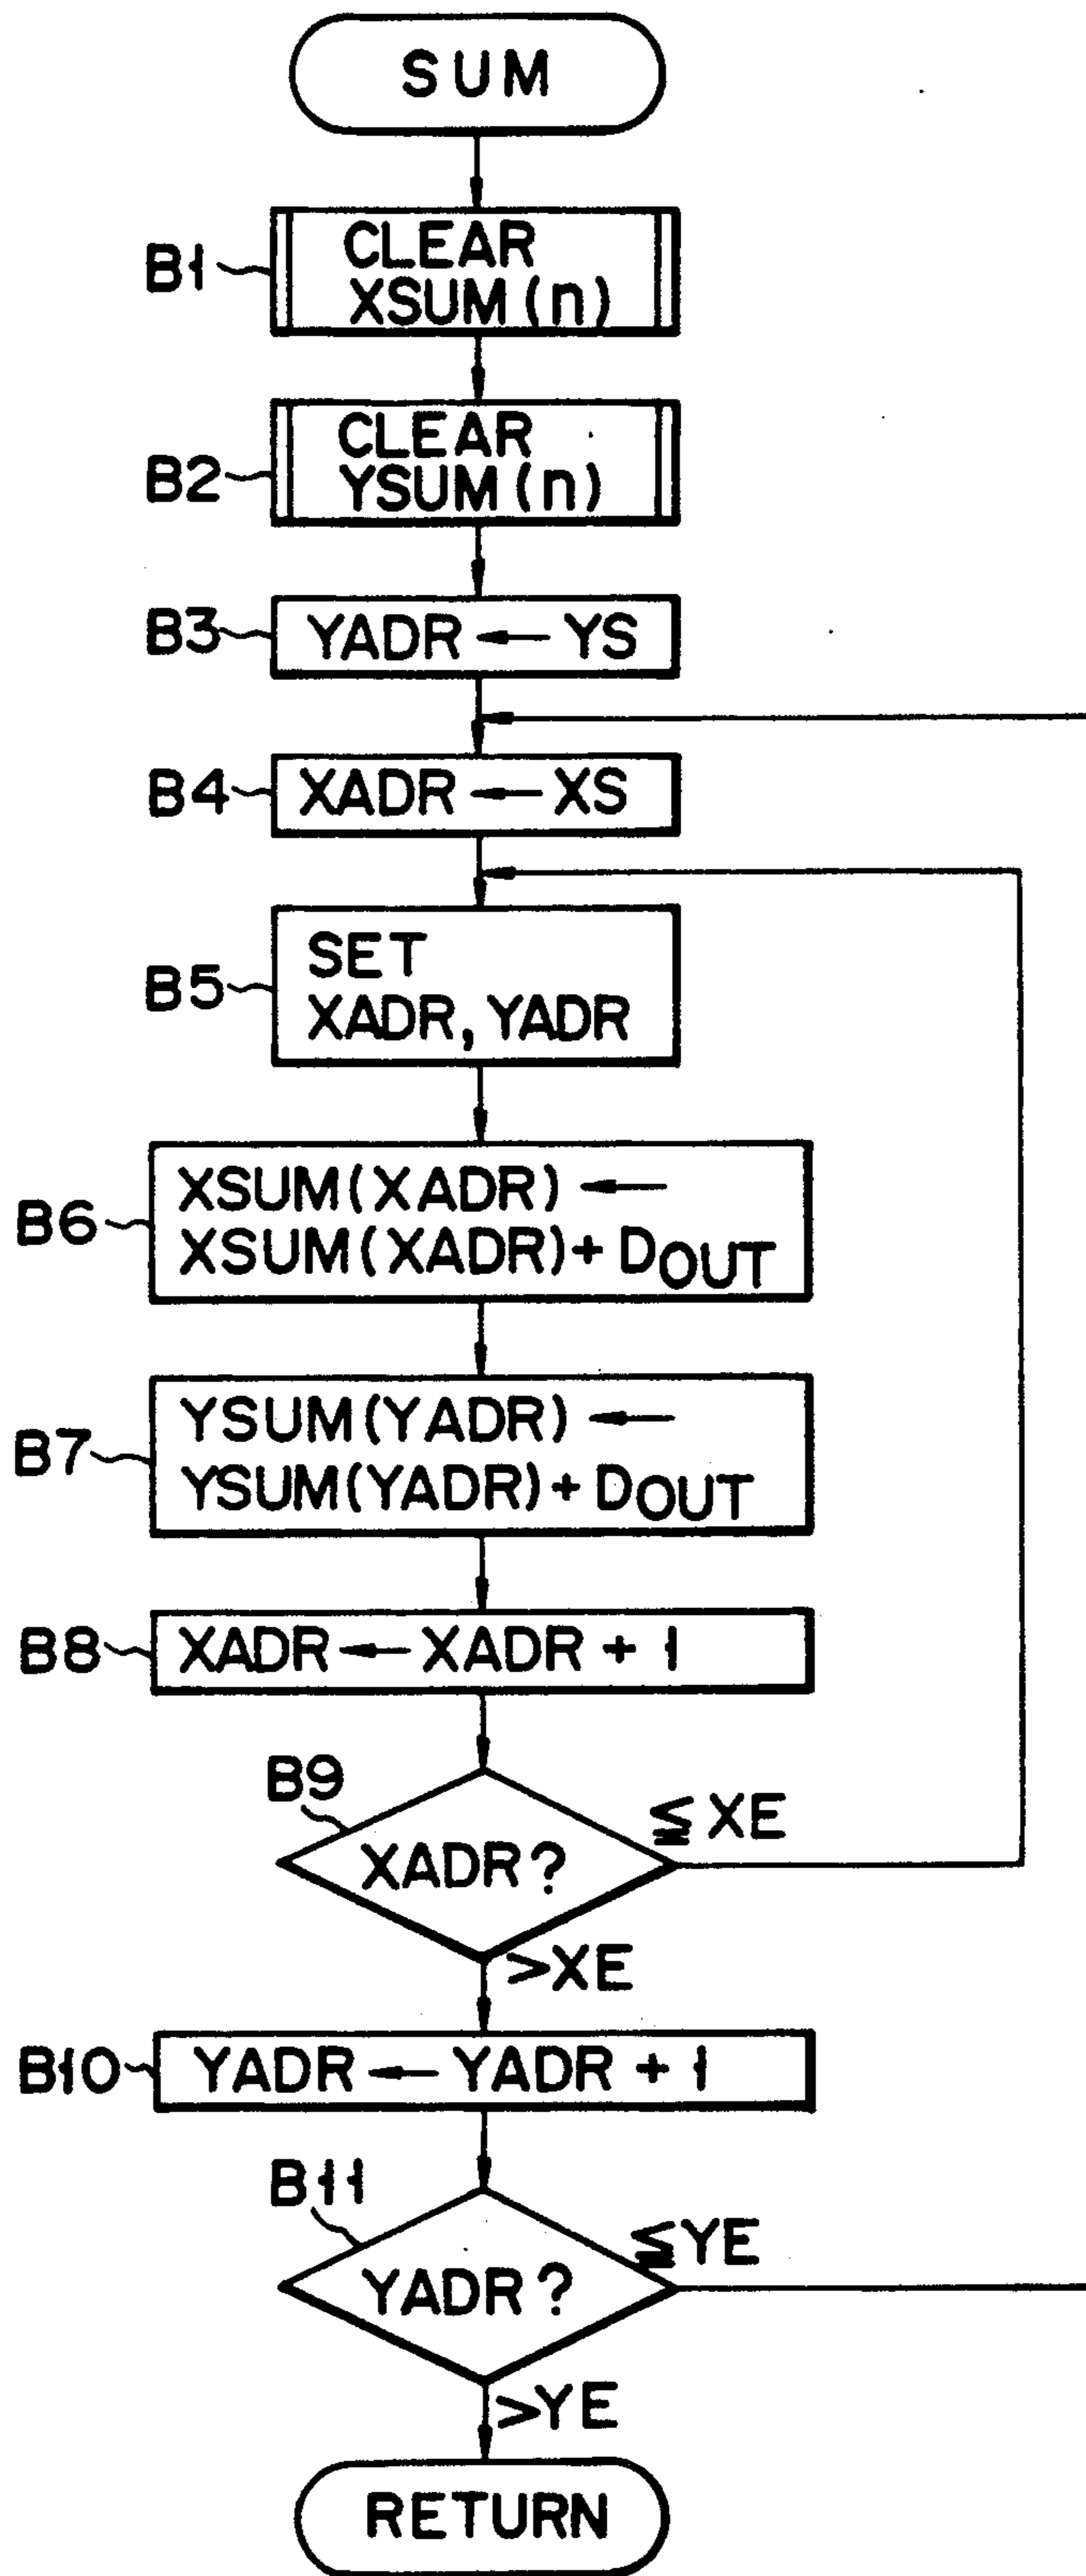 SUM
B1
CLEAR
XSUM(n)
B2
CLEAR
YSUM(n)
B3
YADR ← YS
B4
XADR ← XS
B5
SET
XADR, YADR
B6
XSUM(XADR) ←
XSUM(XADR)+ DOUT
B7
YSUM(YADR) ←
YSUM(YADR)+ DOUT
B8
XADR ← XADR + 1
B9
XADR?
≦ XE
>XE
B10
YADR ← YADR + 1
B11
YADR?
≦YE
>YE
RETURN